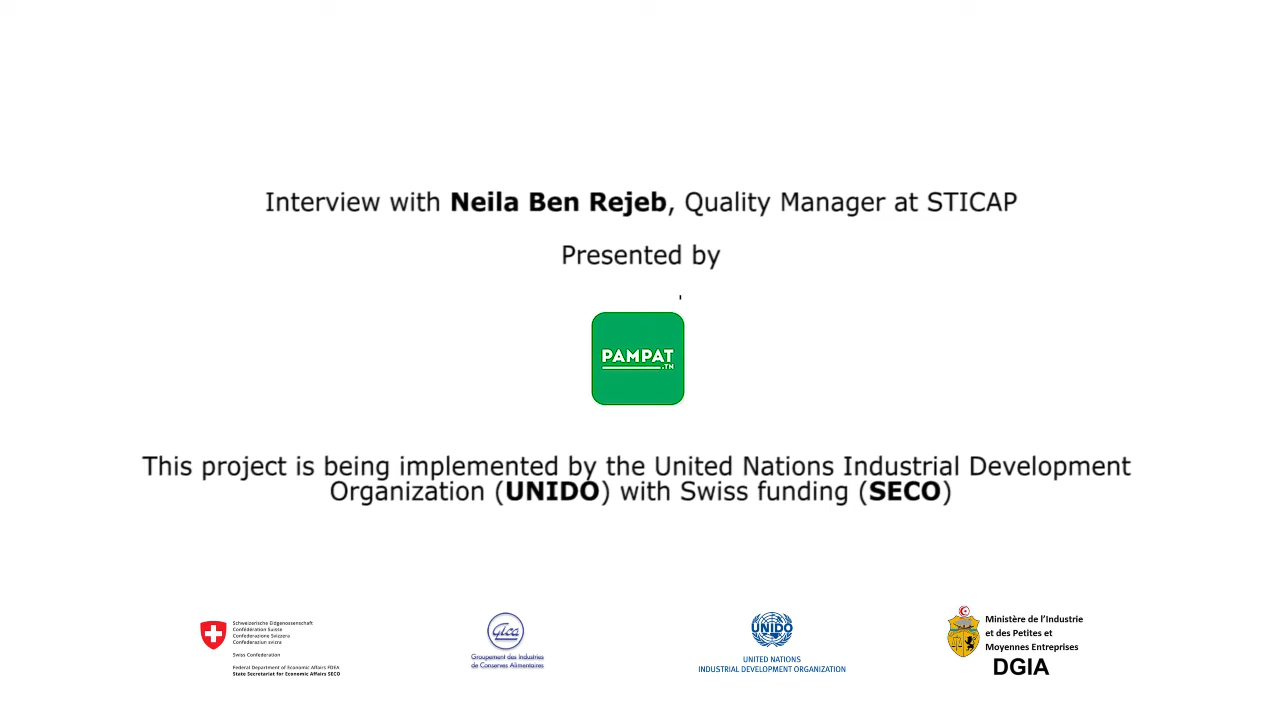 Interview with Neila Ben Rejeb, Quality Manager at STICAP
Presented by
'
PAMPAT
.TN
This project is being implemented by the United Nations Industrial Development
Organization (UNIDO) with Swiss funding (SECO)
Schweizerische Eidgenossenschaft
Confédération Suisse
Confederazione Svizzera
Confederaziun svizra
Swiss Confederation
Federal Department of Economic Affairs FDEA
State Secretariat for Economic Affairs SECO
Gica
Groupement des Industries
de Conserves Alimentaires
UNIDO
UNITED NATIONS
INDUSTRIAL DEVELOPMENT ORGANIZATION
Ministère de l'Industrie
et des Petites et
Moyennes Entreprises
DGIA